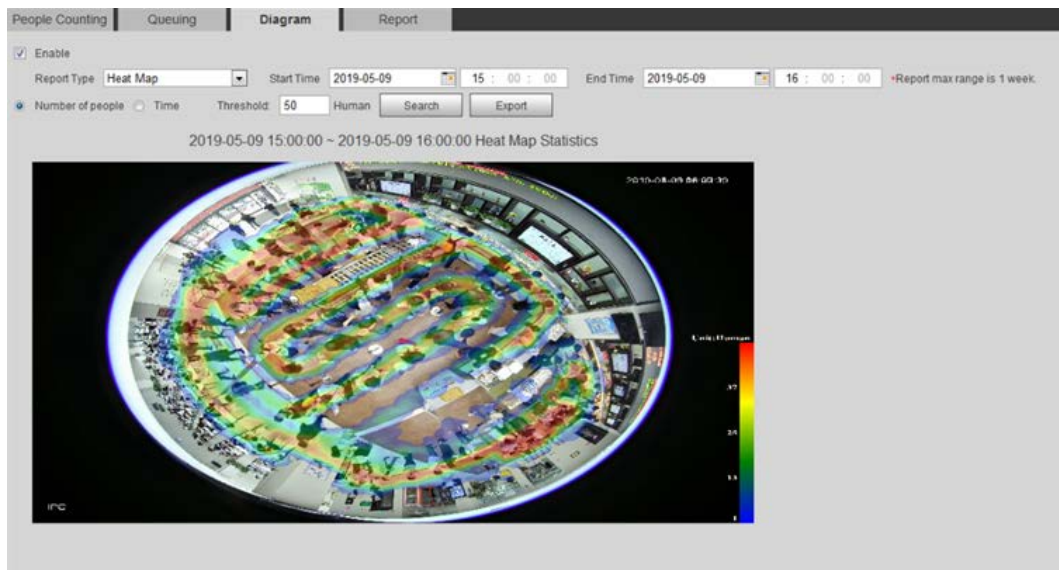 People Counting Queuing Diagram Report
Enable
Report Type Heat Map Start Time 2019-05-09 15 : 00 : 00 End Time 2019-05-09 16 : 00 : 00 *Report max range is 1 week.
Number of people Time Threshold: 50 Human Search Export
2019-05-09 15:00:00 ~ 2019-05-09 16:00:00 Heat Map Statistics
Unit:Human
IPC